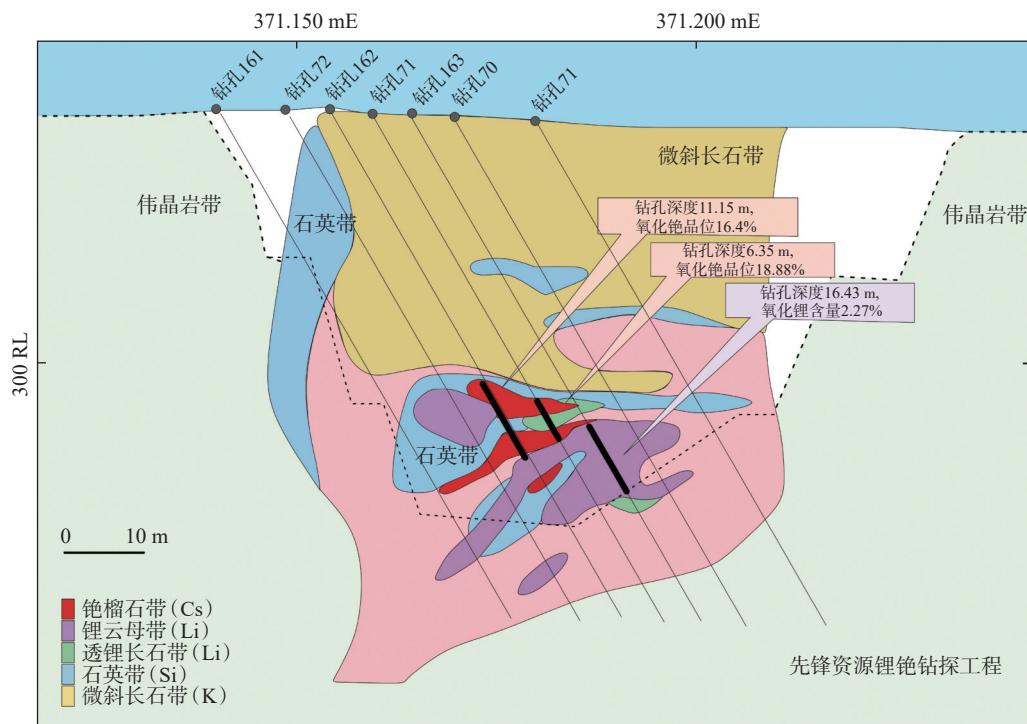 371.150 mE
371.200 mE
钻孔161
钻孔72
钻孔162
钻孔71
钻孔163
钻孔70
钻孔71
微斜长石带
伟晶岩带
石英带
钻孔深度11.15 m,
氧化铯品位16.4%
伟晶岩带
钻孔深度6.35 m,
氧化铯品位18.88%
钻孔深度16.43 m,
氧化锂含量2.27%
300 RL
石英带
0 10 m
铯榴石带(Cs)
锂云母带(Li)
透锂长石带(Li)
石英带(Si)
微斜长石带(K)
先锋资源锂铯钻探工程